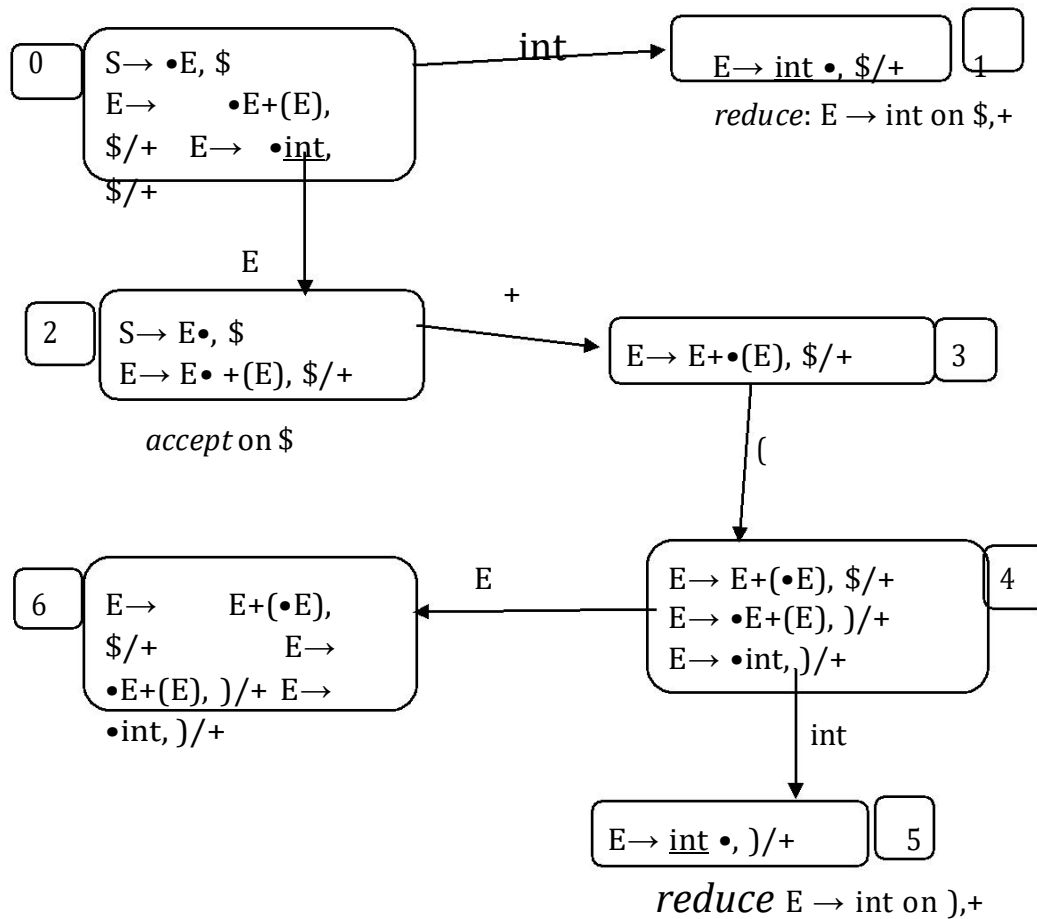 0
S→ •E, $
E→ •E+(E),
$/+ E→ •int,
$/+
int
E→ int •, $/+
1
reduce: E → int on $,+
E
2
S→ E•, $
E→ E• +(E), $/+
accept on $
+
E→ E+•(E), $/+
3
(
6
E→ E+(•E),
$/+ E→
•E+(E), )/+ E→
•int, )/+
E
E→ E+(•E), $/+
E→ •E+(E), )/+
E→ •int, )/+
4
int
E→ int •, )/+
5
reduce E → int on ),+